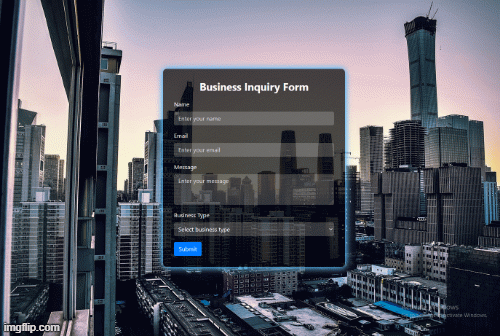 Business Inquiry Form
Name
Enter your name
Email
Enter your email
Message
Enter your message
Business Type
Select business type
Submit
Windows.
imgflip.com